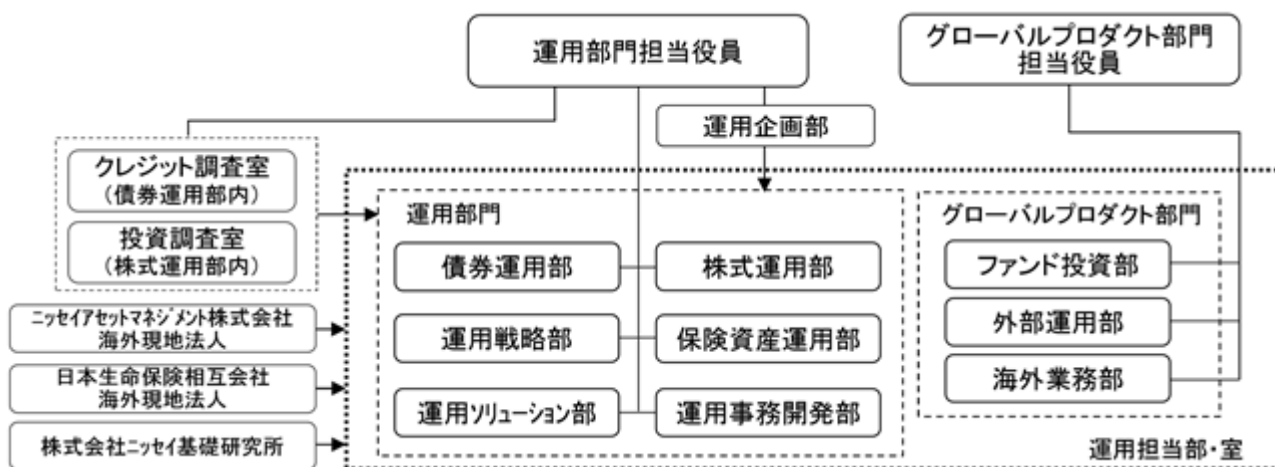 運用部門担当役員
グローバルプロダクト部門
担当役員
運用企画部
クレジット調査室
(債券運用部内)
投資調査室
(株式運用部内)
ニッセイアセットマネジメント株式会社
海外現地法人
日本生命保険相互会社
海外現地法人
株式会社ニッセイ基礎研究所
運用部門
債券運用部
株式運用部
運用戦略部
保険資産運用部
運用ソリューション部
運用事務開発部
グローバルプロダクト部門
ファンド投資部
外部運用部
海外業務部
運用担当部・室